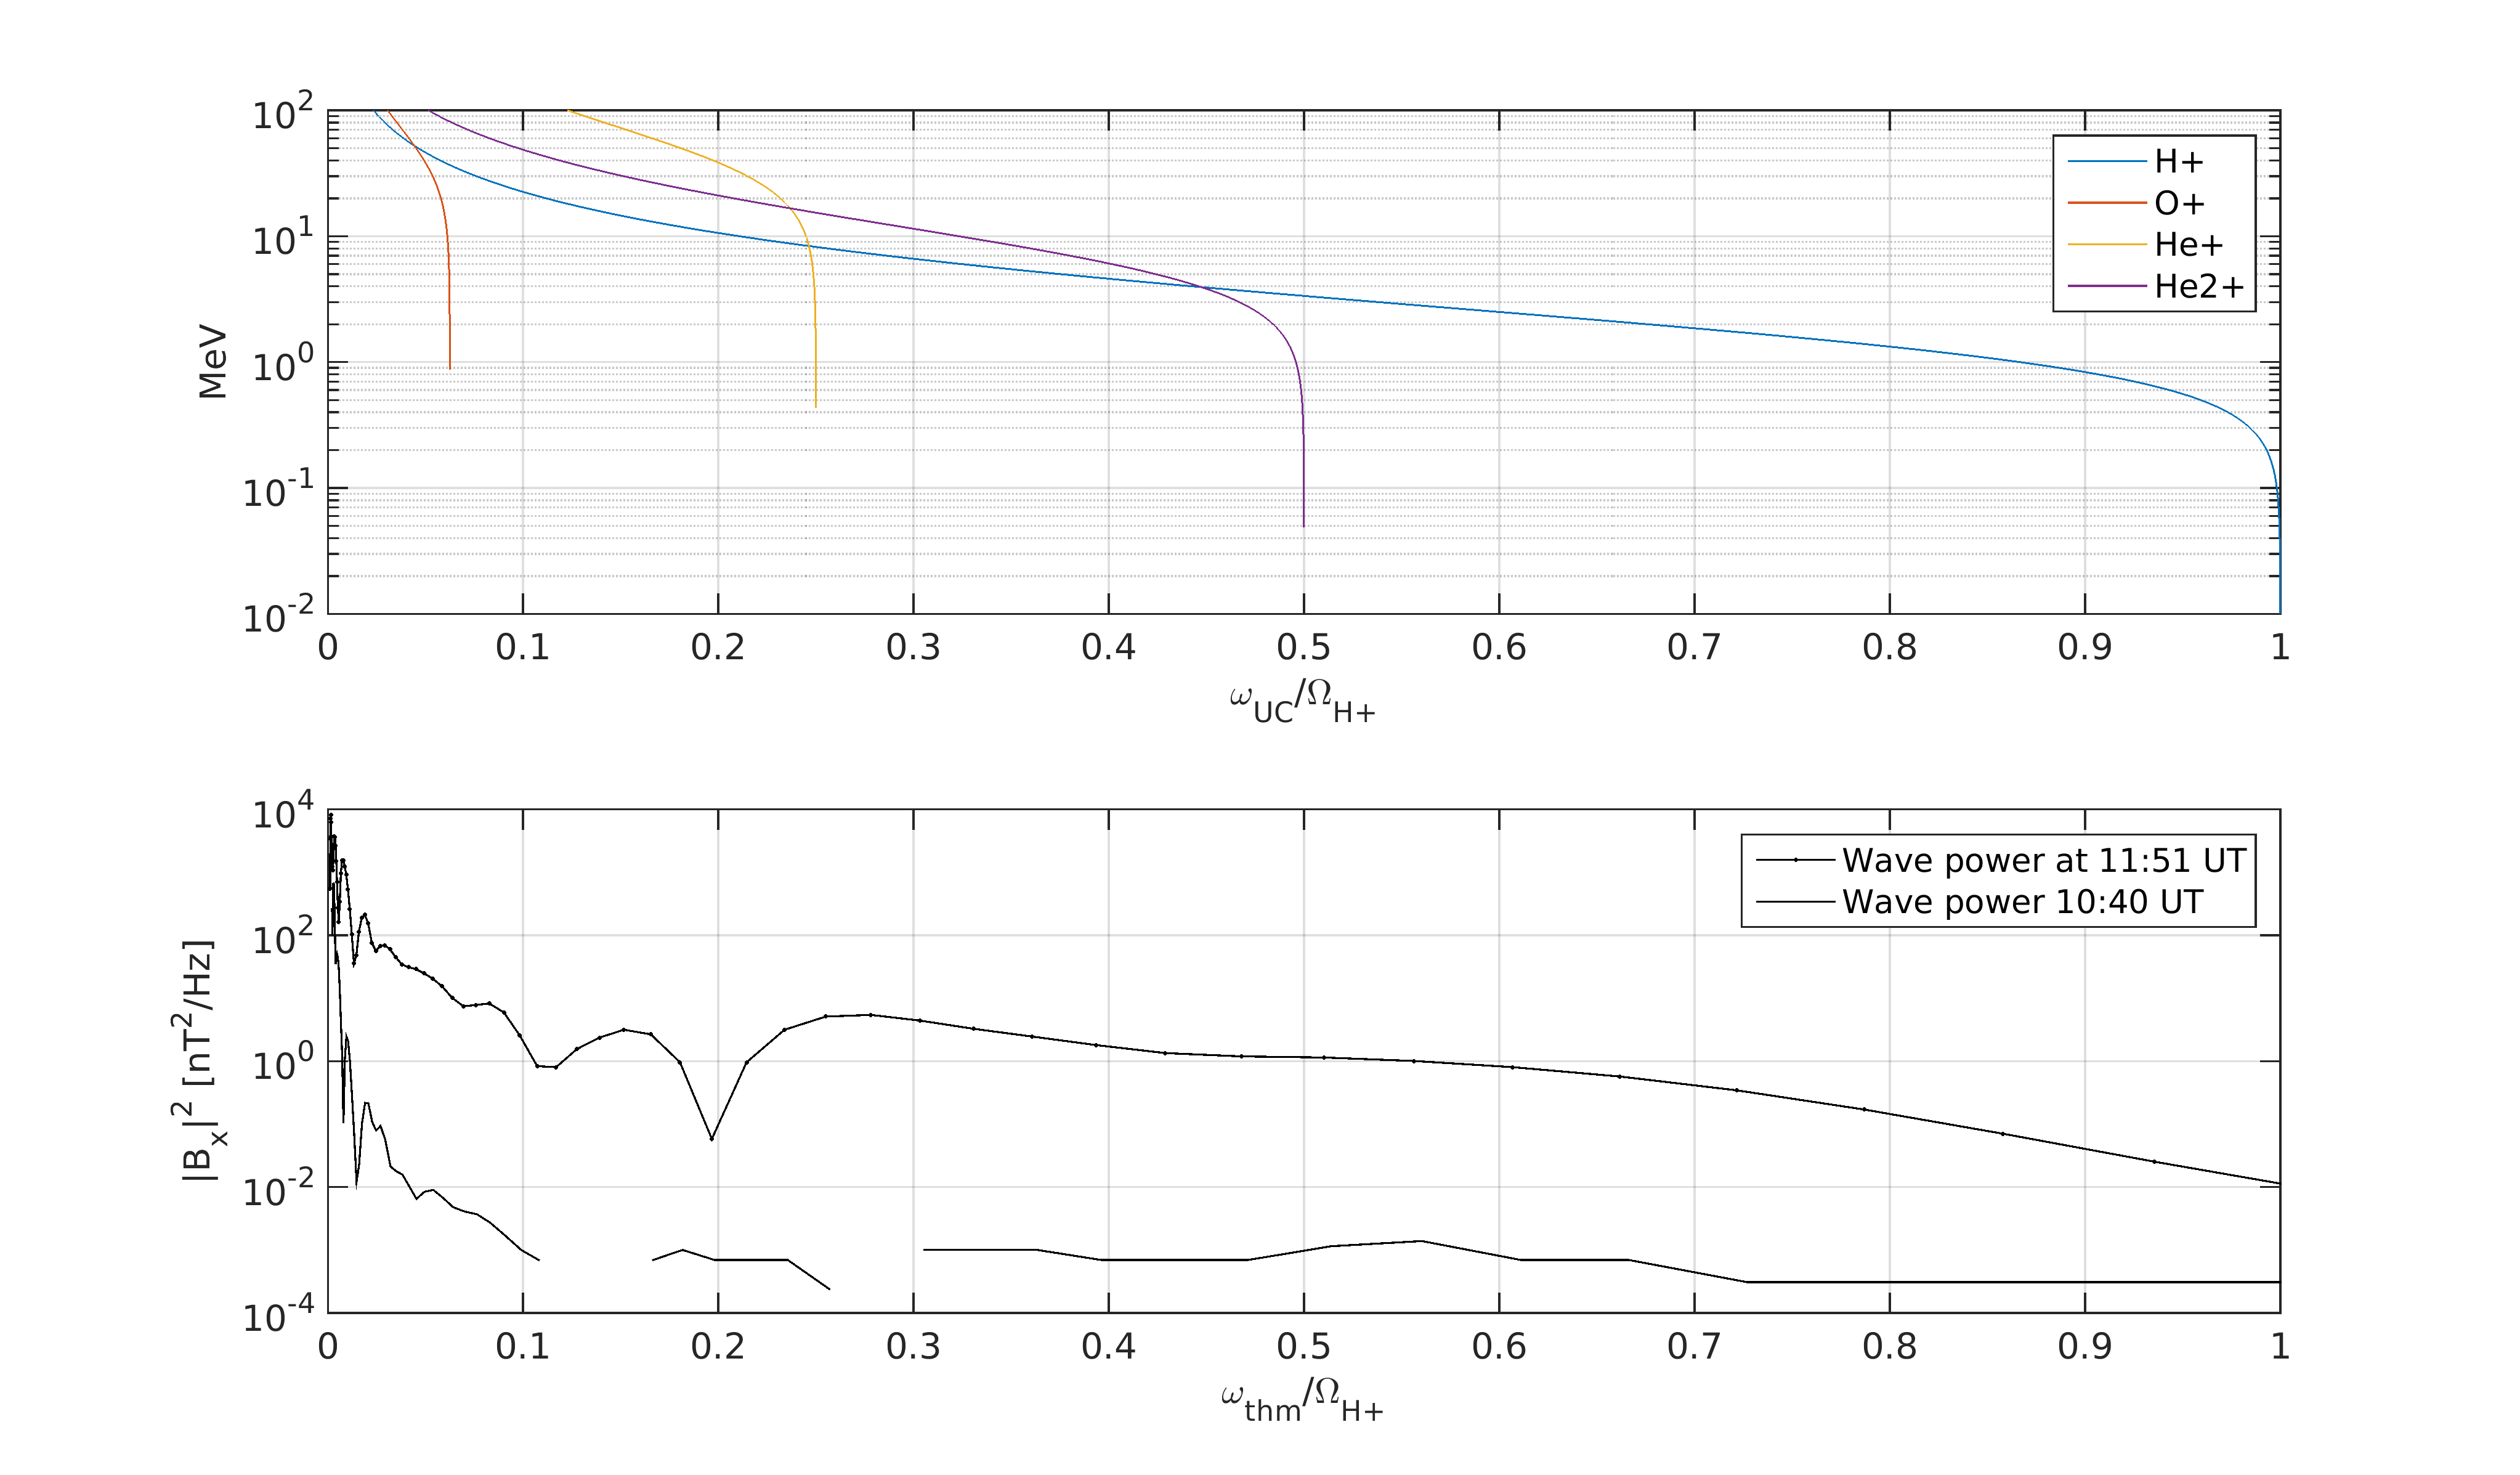 10^2
10^1
10^0
10^-1
10^-2
MeV
H+
O+
He+
He2+
0 0.1 0.2 0.3 0.4 0.5 0.6 0.7 0.8 0.9 1
ω_UC/Ω_H+
10^4
10^2
10^0
10^-2
10^-4
|B_x|^2 [nT^2/Hz]
Wave power at 11:51 UT
Wave power 10:40 UT
0 0.1 0.2 0.3 0.4 0.5 0.6 0.7 0.8 0.9 1
ω_thm/Ω_H+